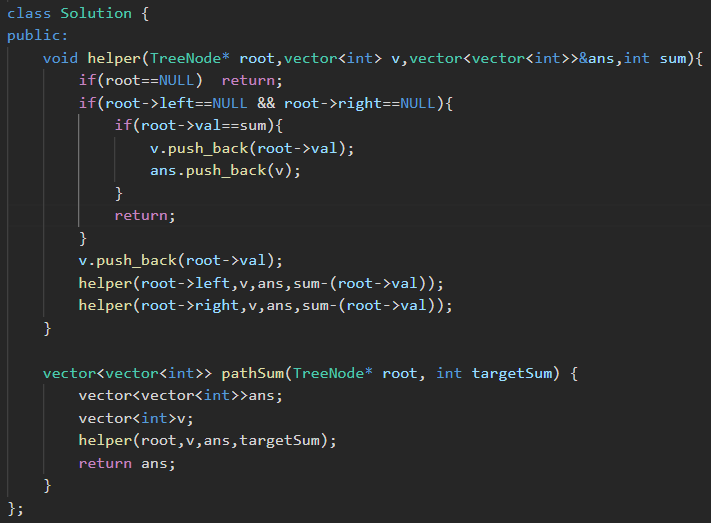 class Solution {
public:
    void helper(TreeNode* root,vector<int> v,vector<vector<int>>&ans,int sum){
        if(root==NULL)  return;
        if(root->left==NULL && root->right==NULL){
            if(root->val==sum){
                v.push_back(root->val);
                ans.push_back(v);
            }
            return;
        }
        v.push_back(root->val);
        helper(root->left,v,ans,sum-(root->val));
        helper(root->right,v,ans,sum-(root->val));
    }

    vector<vector<int>> pathSum(TreeNode* root, int targetSum) {
        vector<vector<int>>ans;
        vector<int>v;
        helper(root,v,ans,targetSum);
        return ans;
    }
};